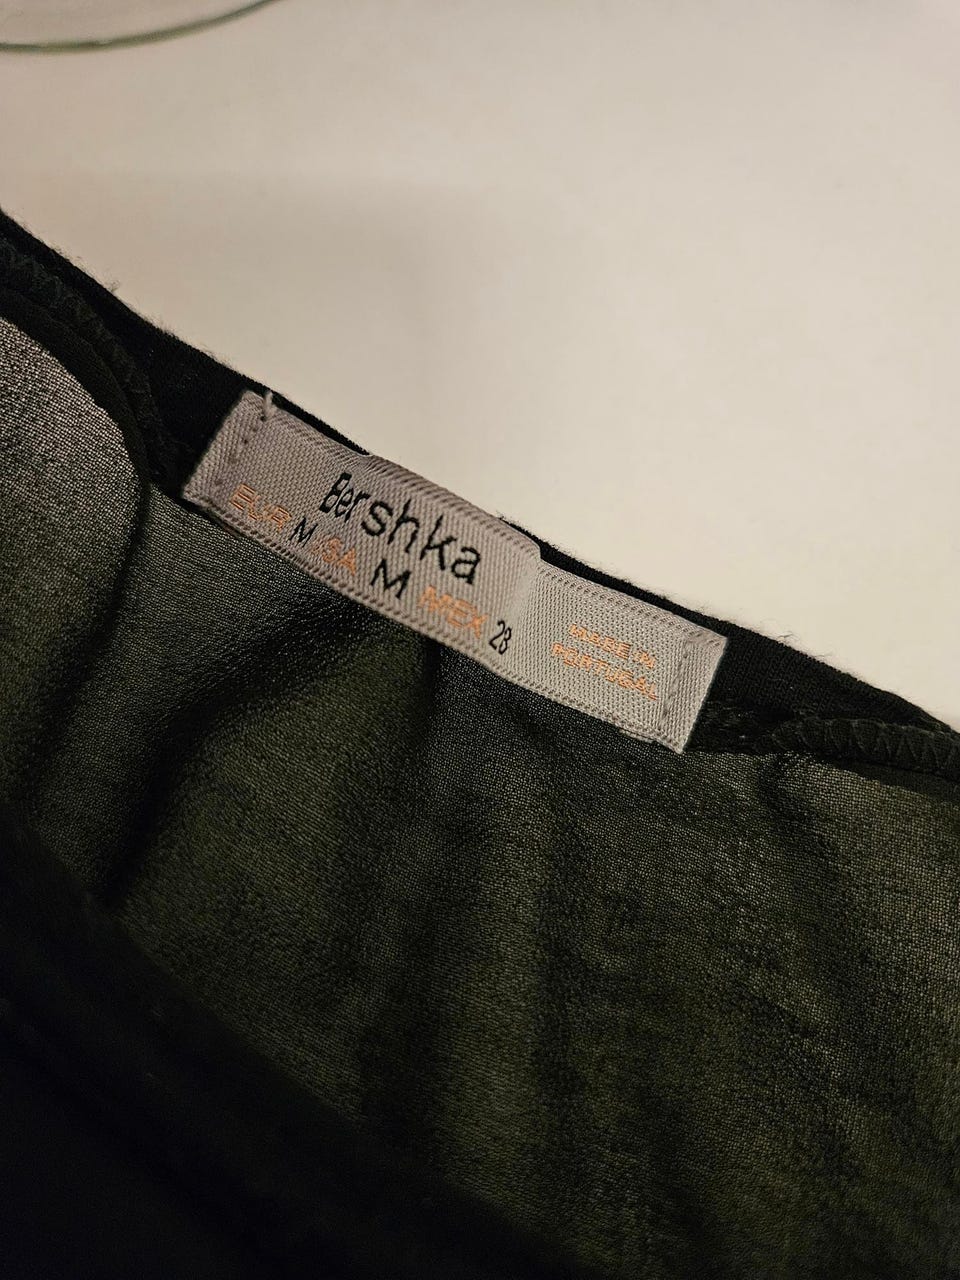 Bershka
EUR M USA M MEX 28
MADE IN
PORTUGAL